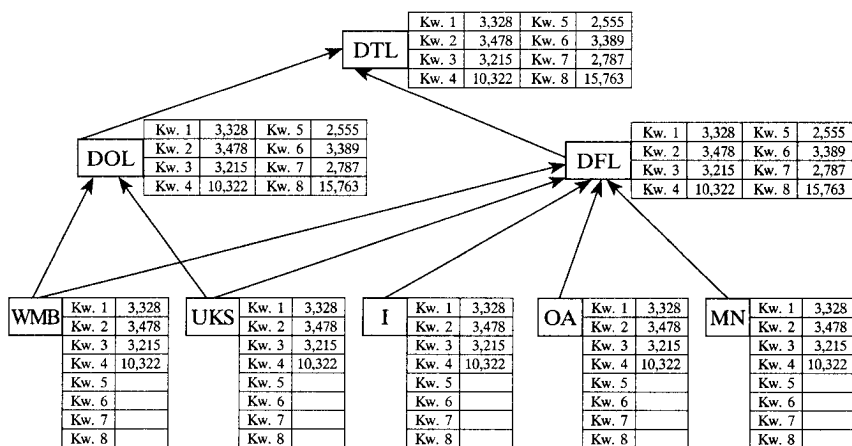 DTL
Kw. 1 3,328 Kw. 5 2,555
Kw. 2 3,478 Kw. 6 3,389
Kw. 3 3,215 Kw. 7 2,787
Kw. 4 10,322 Kw. 8 15,763
DOL
Kw. 1 3,328 Kw. 5 2,555
Kw. 2 3,478 Kw. 6 3,389
Kw. 3 3,215 Kw. 7 2,787
Kw. 4 10,322 Kw. 8 15,763
DFL
Kw. 1 3,328 Kw. 5 2,555
Kw. 2 3,478 Kw. 6 3,389
Kw. 3 3,215 Kw. 7 2,787
Kw. 4 10,322 Kw. 8 15,763
WMB
Kw. 1 3,328
Kw. 2 3,478
Kw. 3 3,215
Kw. 4 10,322
Kw. 5
Kw. 6
Kw. 7
Kw. 8
UKS
Kw. 1 3,328
Kw. 2 3,478
Kw. 3 3,215
Kw. 4 10,322
Kw. 5
Kw. 6
Kw. 7
Kw. 8
I
Kw. 1 3,328
Kw. 2 3,478
Kw. 3 3,215
Kw. 4 10,322
Kw. 5
Kw. 6
Kw. 7
Kw. 8
OA
Kw. 1 3,328
Kw. 2 3,478
Kw. 3 3,215
Kw. 4 10,322
Kw. 5
Kw. 6
Kw. 7
Kw. 8
MN
Kw. 1 3,328
Kw. 2 3,478
Kw. 3 3,215
Kw. 4 10,322
Kw. 5
Kw. 6
Kw. 7
Kw. 8